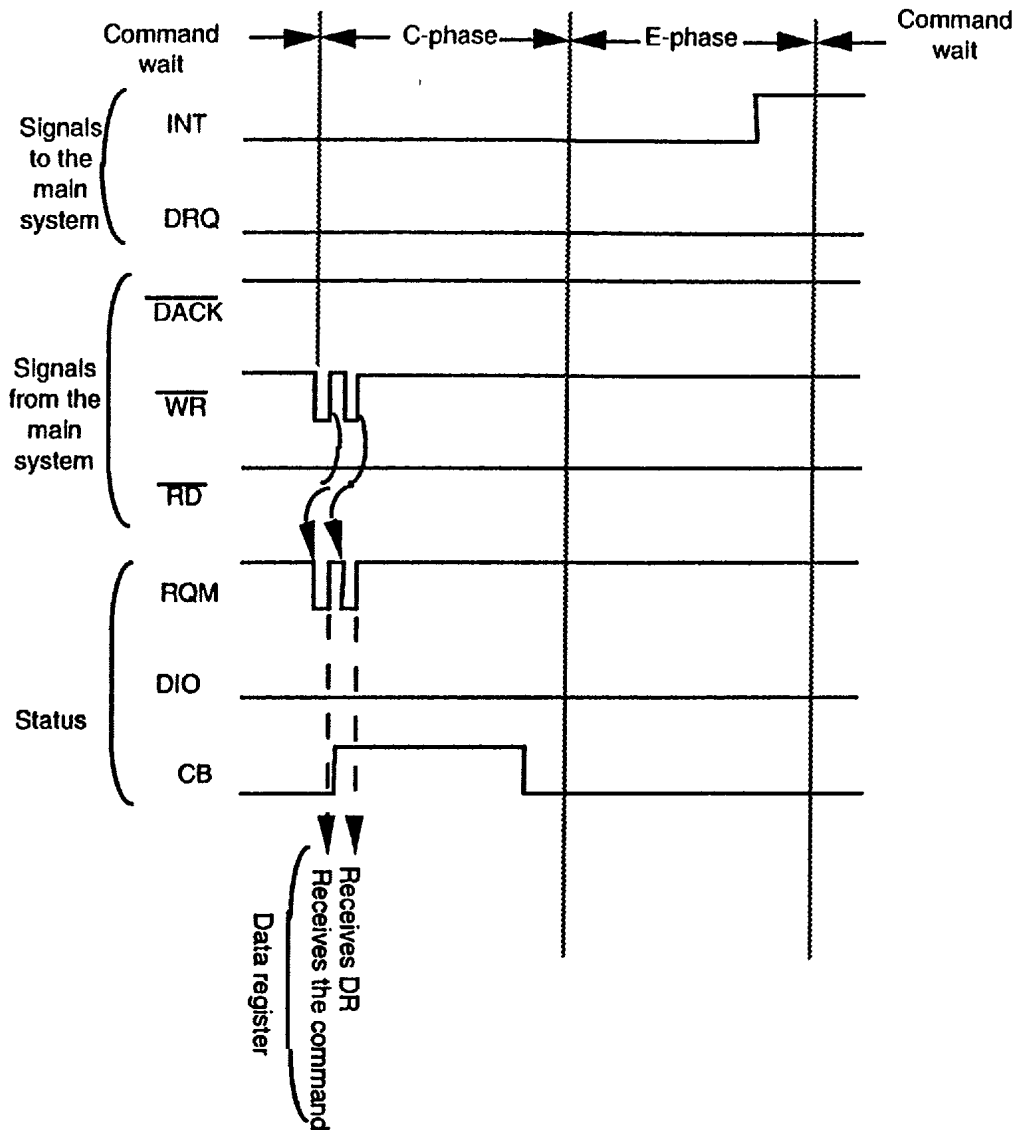 Command
wait
C-phase
E-phase
Command
wait
Signals
to the
main
system
INT
DRQ
Signals
from the
main
system
DACK
WR
RD
Status
RQM
DIO
CB
Receives DR
Receives the command
Data register